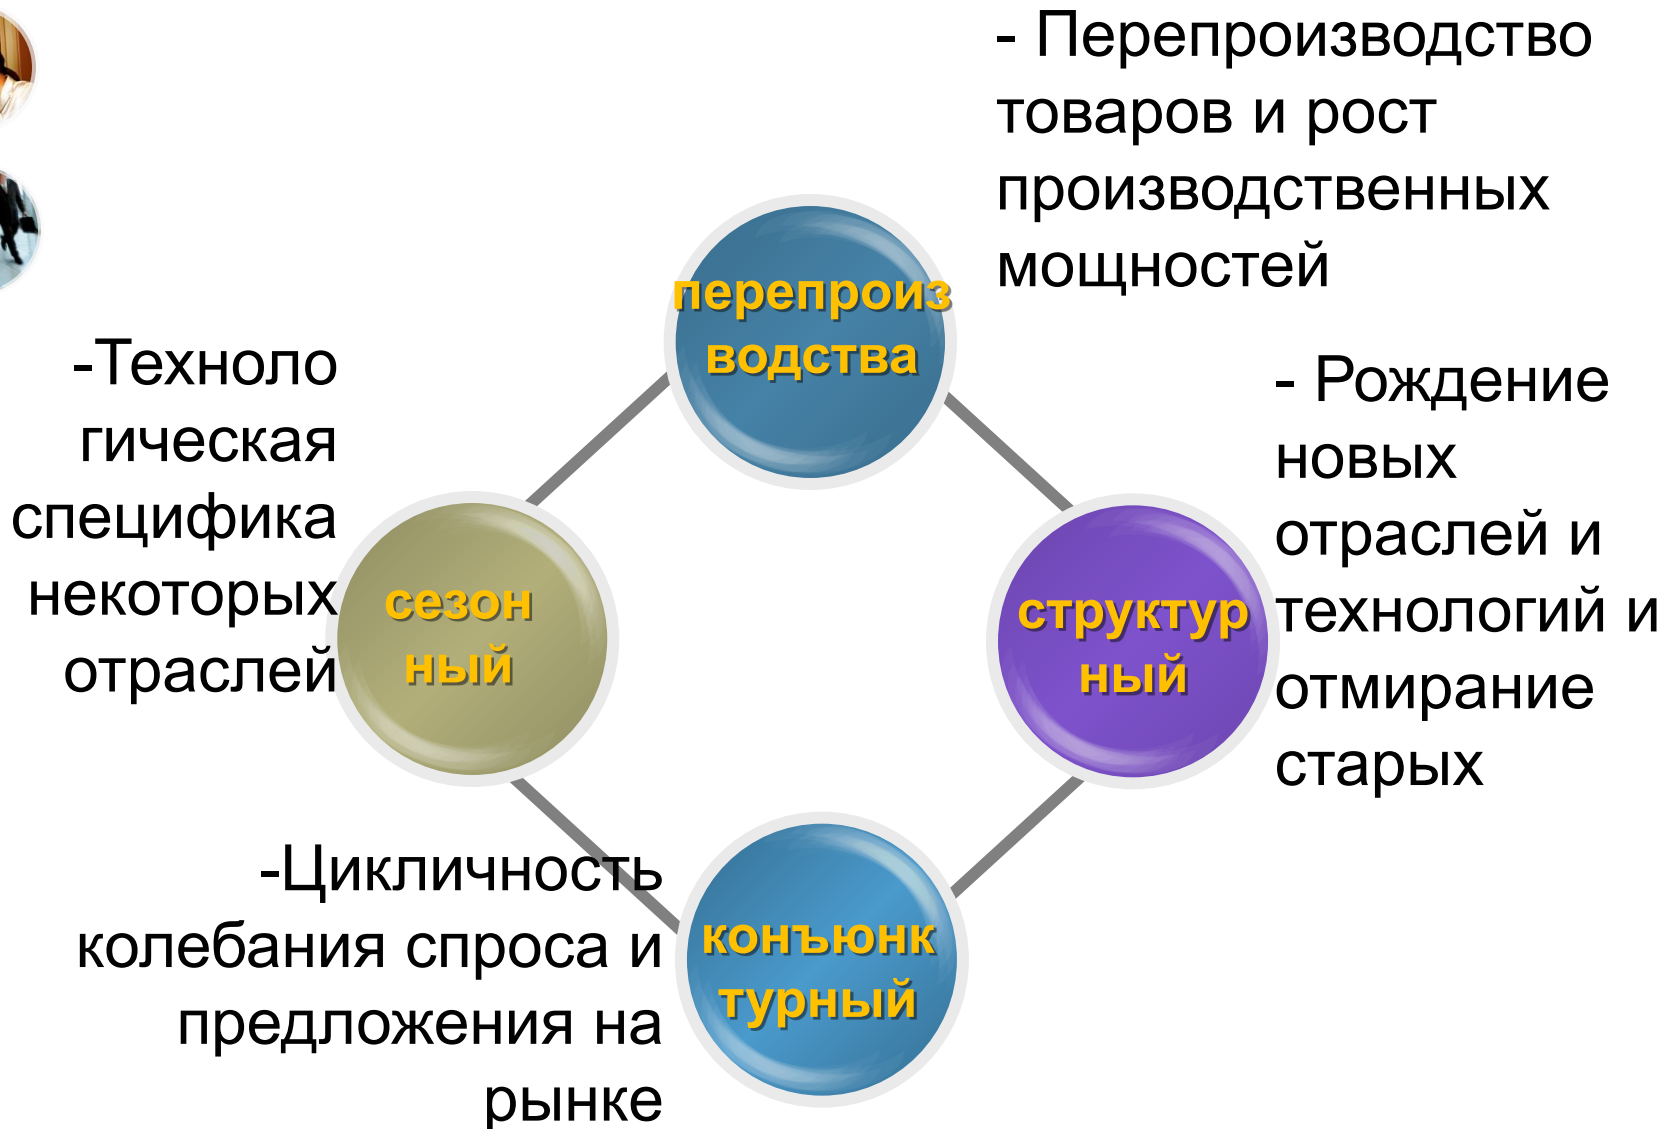 - Перепроизводство
товаров и рост
производственных
мощностей
перепроиз
водства
-Техноло
гическая
специфика
некоторых
отраслей
- Рождение
новых
отраслей и
технологий и
отмирание
старых
сезон
ный
структур
ный
-Цикличность
колебания спроса и
предложения на
рынке
конъюнк
турный